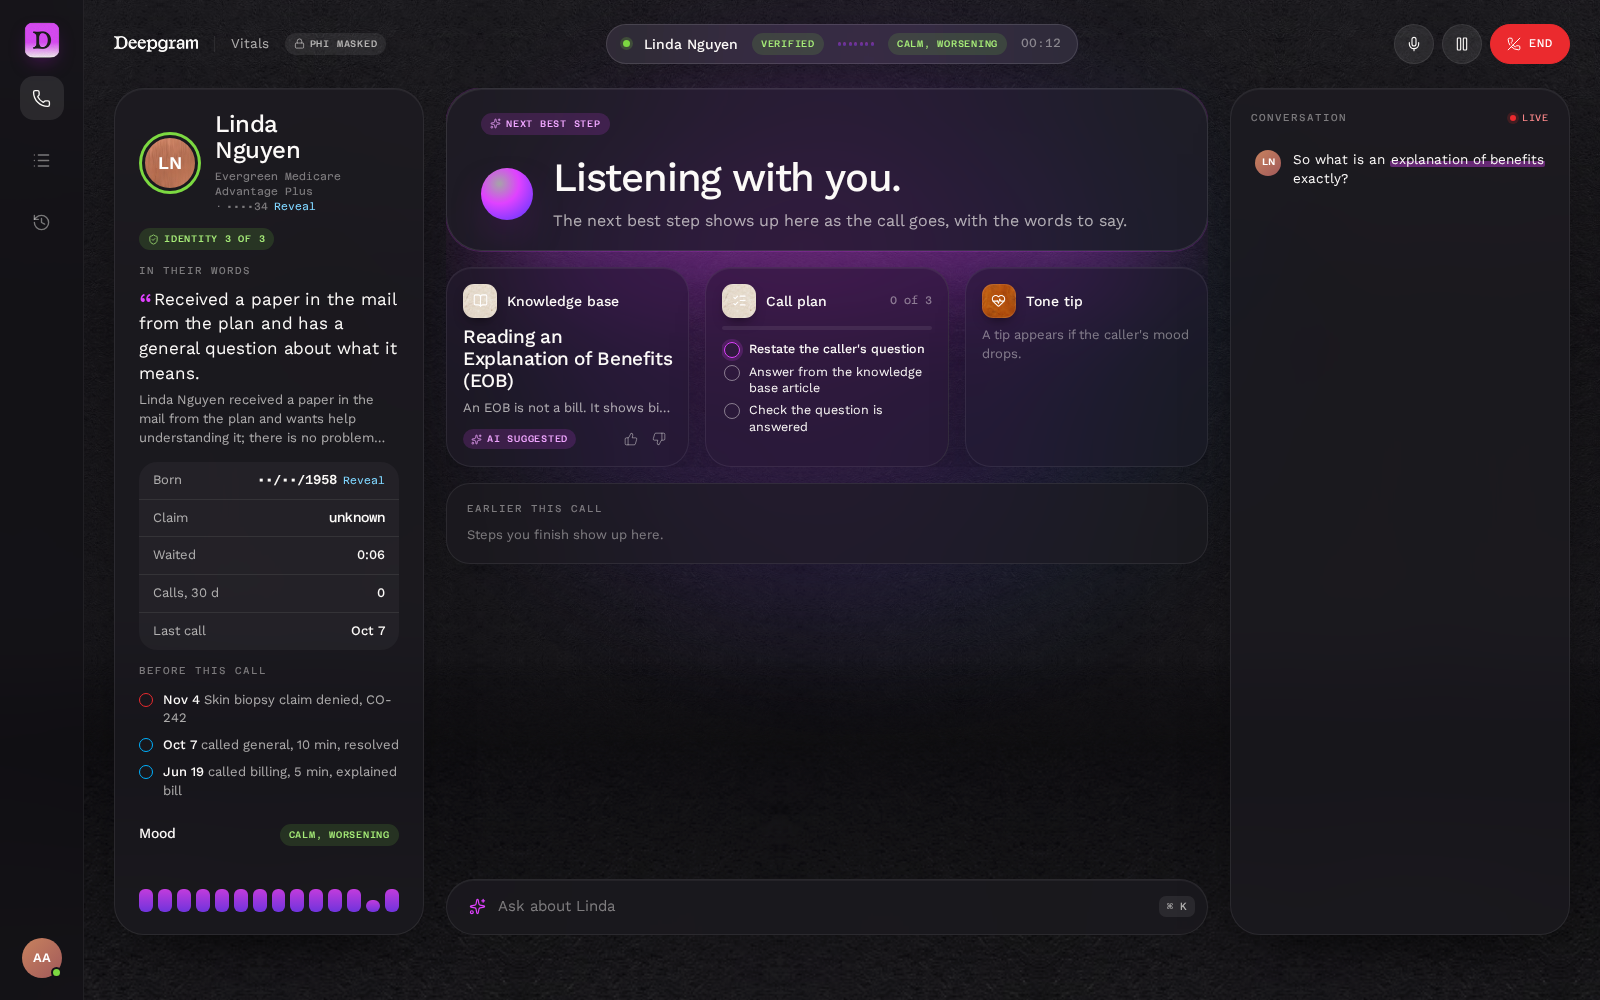 D
Deepgram
Vitals
PHI MASKED
Linda Nguyen
VERIFIED
CALM, WORSENING
00:12
END
LN
Linda
Nguyen
Evergreen Medicare
Advantage Plus
· ••••34 Reveal
IDENTITY 3 OF 3
IN THEIR WORDS
“Received a paper in the mail
from the plan and has a
general question about what it
means.
Linda Nguyen received a paper in the
mail from the plan and wants help
understanding it; there is no problem…
Born ••/••/1958 Reveal
Claim unknown
Waited 0:06
Calls, 30 d 0
Last call Oct 7
BEFORE THIS CALL
Nov 4 Skin biopsy claim denied, CO-
242
Oct 7 called general, 10 min, resolved
Jun 19 called billing, 5 min, explained
bill
Mood CALM, WORSENING
AA
NEXT BEST STEP
Listening with you.
The next best step shows up here as the call goes, with the words to say.
Knowledge base
Reading an
Explanation of Benefits
(EOB)
An EOB is not a bill. It shows bi…
AI SUGGESTED
Call plan 0 of 3
Restate the caller's question
Answer from the knowledge
base article
Check the question is
answered
Tone tip
A tip appears if the caller's mood
drops.
EARLIER THIS CALL
Steps you finish show up here.
Ask about Linda
⌘ K
CONVERSATION
LIVE
LN
So what is an explanation of benefits
exactly?